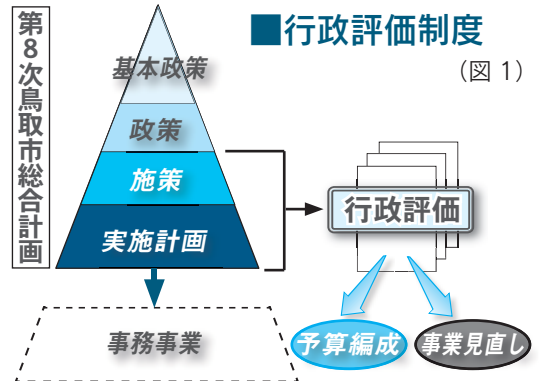 ■行政評価制度
（図 1）
第8次鳥取市総合計画
基本政策
政策
施策
実施計画
行政評価
事務事業
予算編成
事業見直し